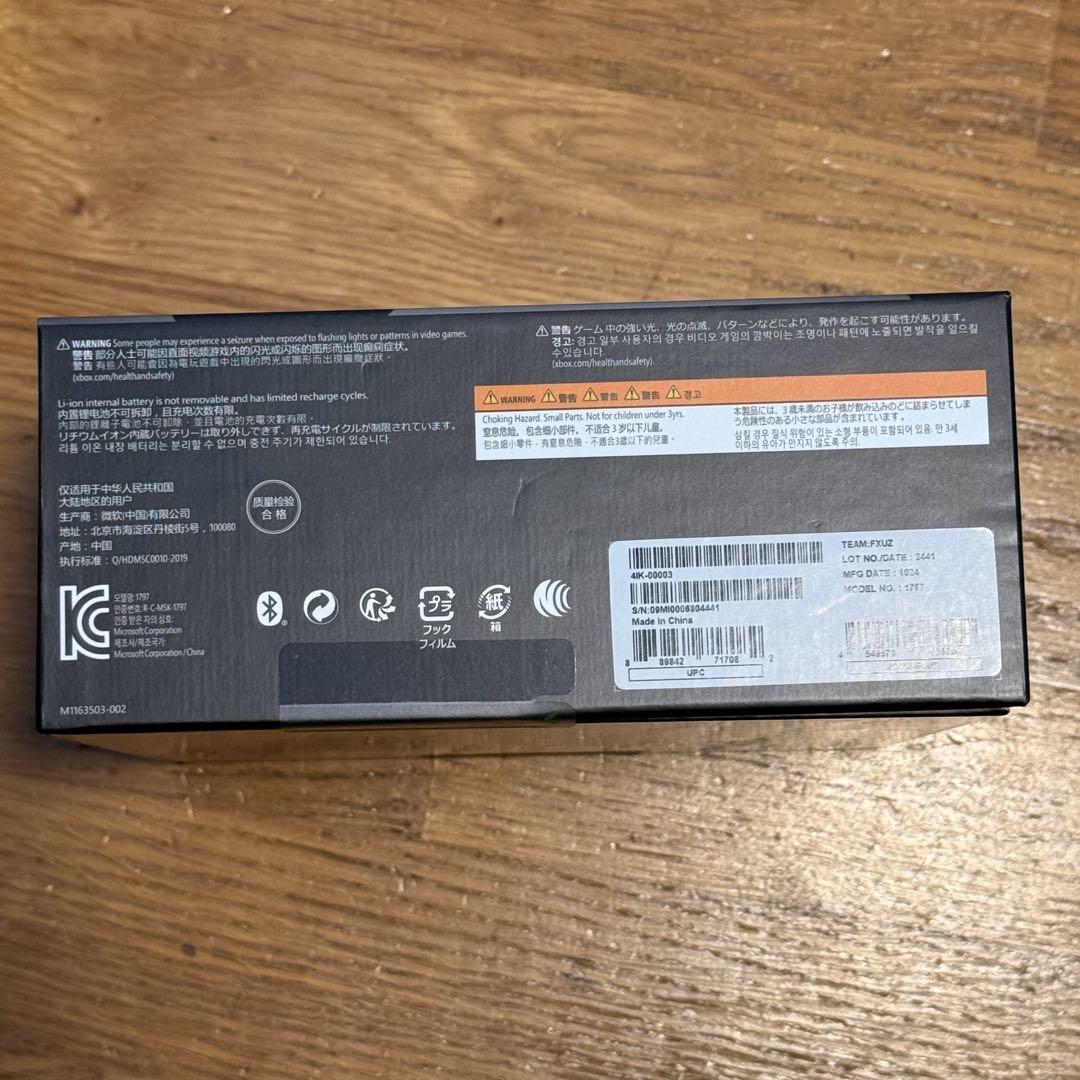 ⚠ WARNING Some people may experience a seizure when exposed to flashing lights or patterns in video games.
警告 部分人士可能因直面视频游戏内的闪光或闪烁的图形而出现癫痫症状。
警告 有些人可能會因為電玩遊戲中出現的閃光或圖形而出現癲癇症狀。
(xbox.com/healthandsafety)
⚠ 警告 ゲーム 中の強い光、光の点滅、パターンなどにより、発作を起こす可能性があります。
경고: 경고 일부 사용자의 경우 비디오 게임의 깜박이는 조명이나 패턴에 노출되면 발작을 일으킬
수있습니다.
(xbox.com/healthandsafety).
Li-ion internal battery is not removable and has limited recharge cycles.
内置锂电池不可拆卸，且充电次数有限。
內部的鋰離子電池不可卸除，並且電池的充電次數有限。
リチウムイオン内蔵バッテリーは取り外しできず、再充電サイクルが制限されています。
리튬 이온 내장 배터리는 분리할 수 없으며 충전 주기가 제한되어 있습니다.
⚠ WARNING ⚠ 警告 ⚠ 警告 ⚠ 警告 ⚠ 경고
Choking Hazard. Small Parts. Not for children under 3yrs.
窒息危险。包含细小部件。不适合 3 岁以下儿童。
包含細小零件，有窒息危險，不適合3歲以下的兒童。
本製品には、3 歳未満のお子様が飲み込みのどに詰まらせてしま
う危険性のある小さな部品が含まれています。
삼킬 경우 질식 위험이 있는 소형 부품이 포함되어 있음. 만 3세
이하의 유아가 만지지 않도록 주의.
仅适用于中华人民共和国
大陆地区的用户
生产商：微软(中国)有限公司
地址：北京市海淀区丹棱街5号，100080
产地：中国
执行标准：Q/HDMSC0010-2019
质量检验
合格
모델명: 1797
인증번호: R-C-MSK-1797
인증 받은 자의 상호:
Microsoft Corporation
제조사/제조국가:
Microsoft Corporation / China
プラ
フック
フィルム
紙
箱
M1163503-002
4IK-00003
S/N:09MI0006804441
Made in China
8 89842 71708 2
UPC
TEAM:FXUZ
LOT NO./DATE : 2441
MFG DATE : 1024
MODEL NO. : 1797